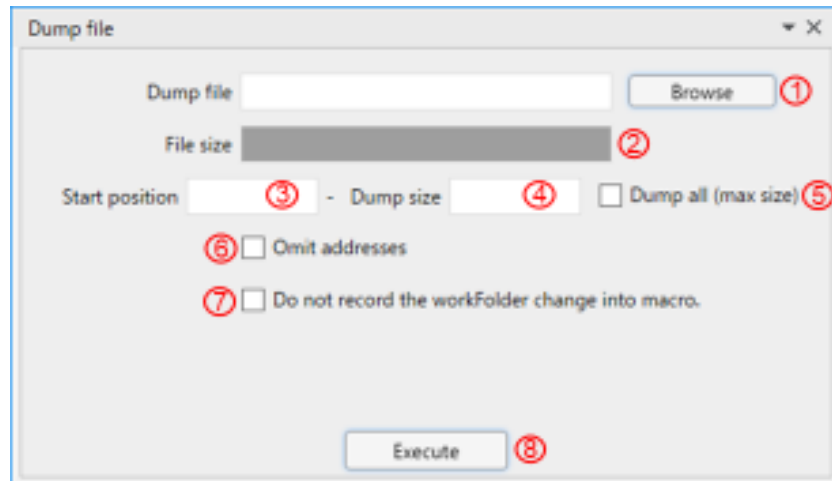 Dump file
Dump file Browse ①
File size ②
Start position ③ - Dump size ④ Dump all (max size) ⑤
⑥ Omit addresses
⑦ Do not record the workFolder change into macro.
Execute ⑧